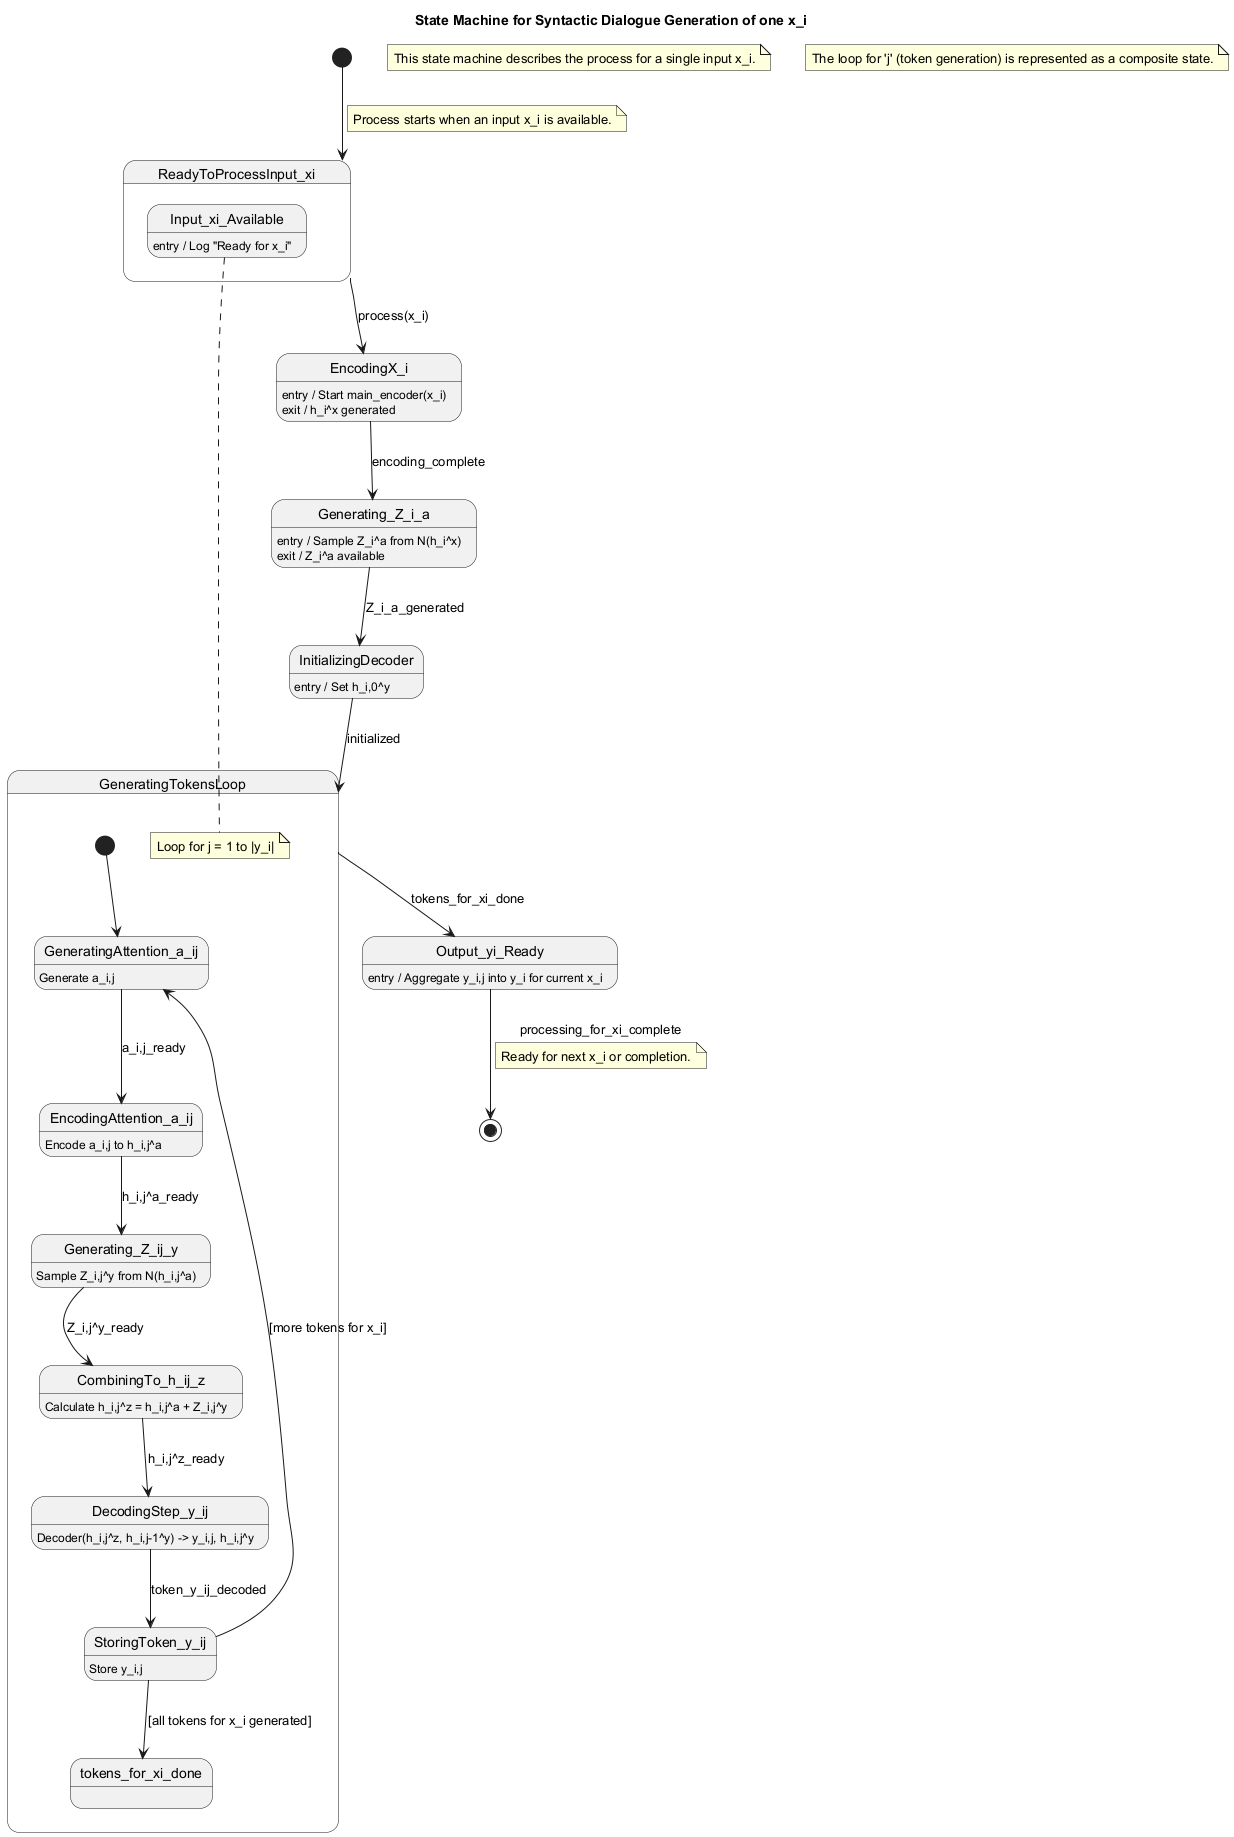 State Machine for Syntactic Dialogue Generation of one x_i
This state machine describes the process for a single input x_i.
The loop for 'j' (token generation) is represented as a composite state.
Process starts when an input x_i is available.
ReadyToProcessInput_xi
Input_xi_Available
entry / Log "Ready for x_i"
process(x_i)
EncodingX_i
entry / Start main_encoder(x_i)
exit / h_i^x generated
encoding_complete
Generating_Z_i_a
entry / Sample Z_i^a from N(h_i^x)
exit / Z_i^a available
Z_i_a_generated
InitializingDecoder
entry / Set h_i,0^y
initialized
GeneratingTokensLoop
Loop for j = 1 to |y_i|
tokens_for_xi_done
GeneratingAttention_a_ij
Generate a_i,j
Output_yi_Ready
entry / Aggregate y_i,j into y_i for current x_i
processing_for_xi_complete
Ready for next x_i or completion.
a_i,j_ready
EncodingAttention_a_ij
Encode a_i,j to h_i,j^a
h_i,j^a_ready
Generating_Z_ij_y
Sample Z_i,j^y from N(h_i,j^a)
Z_i,j^y_ready
[more tokens for x_i]
CombiningTo_h_ij_z
Calculate h_i,j^z = h_i,j^a + Z_i,j^y
h_i,j^z_ready
DecodingStep_y_ij
Decoder(h_i,j^z, h_i,j-1^y) -> y_i,j, h_i,j^y
token_y_ij_decoded
StoringToken_y_ij
Store y_i,j
[all tokens for x_i generated]
tokens_for_xi_done